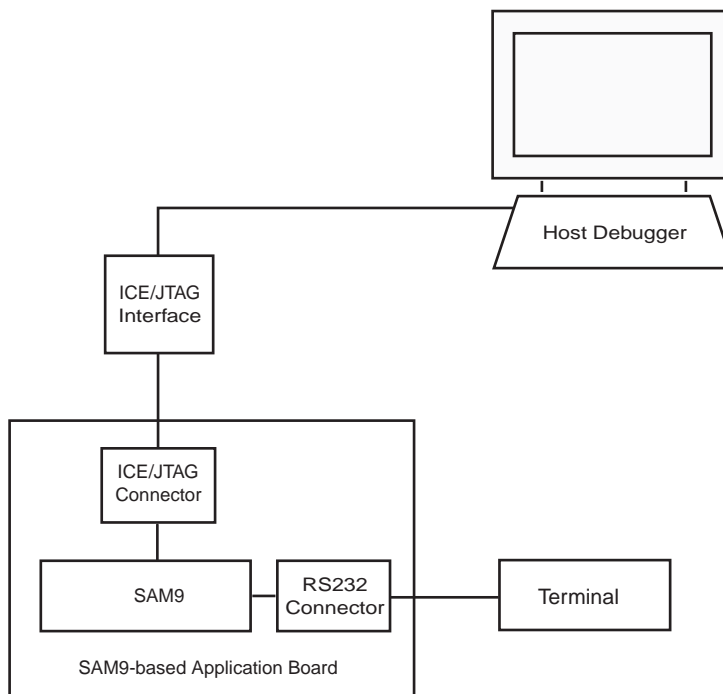 Host Debugger
ICE/JTAG
Interface
ICE/JTAG
Connector
SAM9
RS232
Connector
Terminal
SAM9-based Application Board